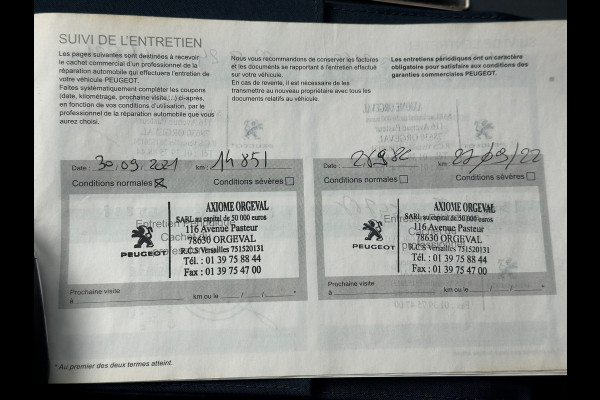 SUIVI DE L'ENTRETIEN
Les pages suivantes sont destinées à recevoir
le cachet commercial d'un professionnel de la
réparation automobile qui effectuera l'entretien de
votre véhicule PEUGEOT.
Faites systématiquement compléter les coupons
(date, kilométrage, prochaine visite,...) ci-après,
en fonction de vos conditions d'utilisation, par le
professionnel de la réparation automobile que vous
aurez choisi.
Nous vous recommandons de conserver les factures
et les documents se rapportant à l'entretien effectué
sur votre véhicule.
En cas de revente, il est nécessaire de les
transmettre au nouveau propriétaire avec tous les
documents relatifs au véhicule.
Les entretiens périodiques ont un caractère
obligatoire pour satisfaire aux conditions des
garanties commerciales PEUGEOT.
Date : 30.09.2021 km : 14851
Conditions normales Conditions sévères
AXIOME ORGEVAL
SARL au capital de 50 000 euros
116 Avenue Pasteur
78630 ORGEVAL
R.C.S Versailles 751520131
Tél. : 01 39 75 88 44
Fax : 01 39 75 47 00
PEUGEOT
Prochaine visite
à km ou le / / *
Date : km :
Conditions normales Conditions sévères
AXIOME ORGEVAL
SARL au capital de 50 000 euros
116 Avenue Pasteur
78630 ORGEVAL
R.C.S Versailles 751520131
Tél. : 01 39 75 88 44
Fax : 01 39 75 47 00
PEUGEOT
Prochaine visite
à km ou le / / *
* Au premier des deux termes atteint.